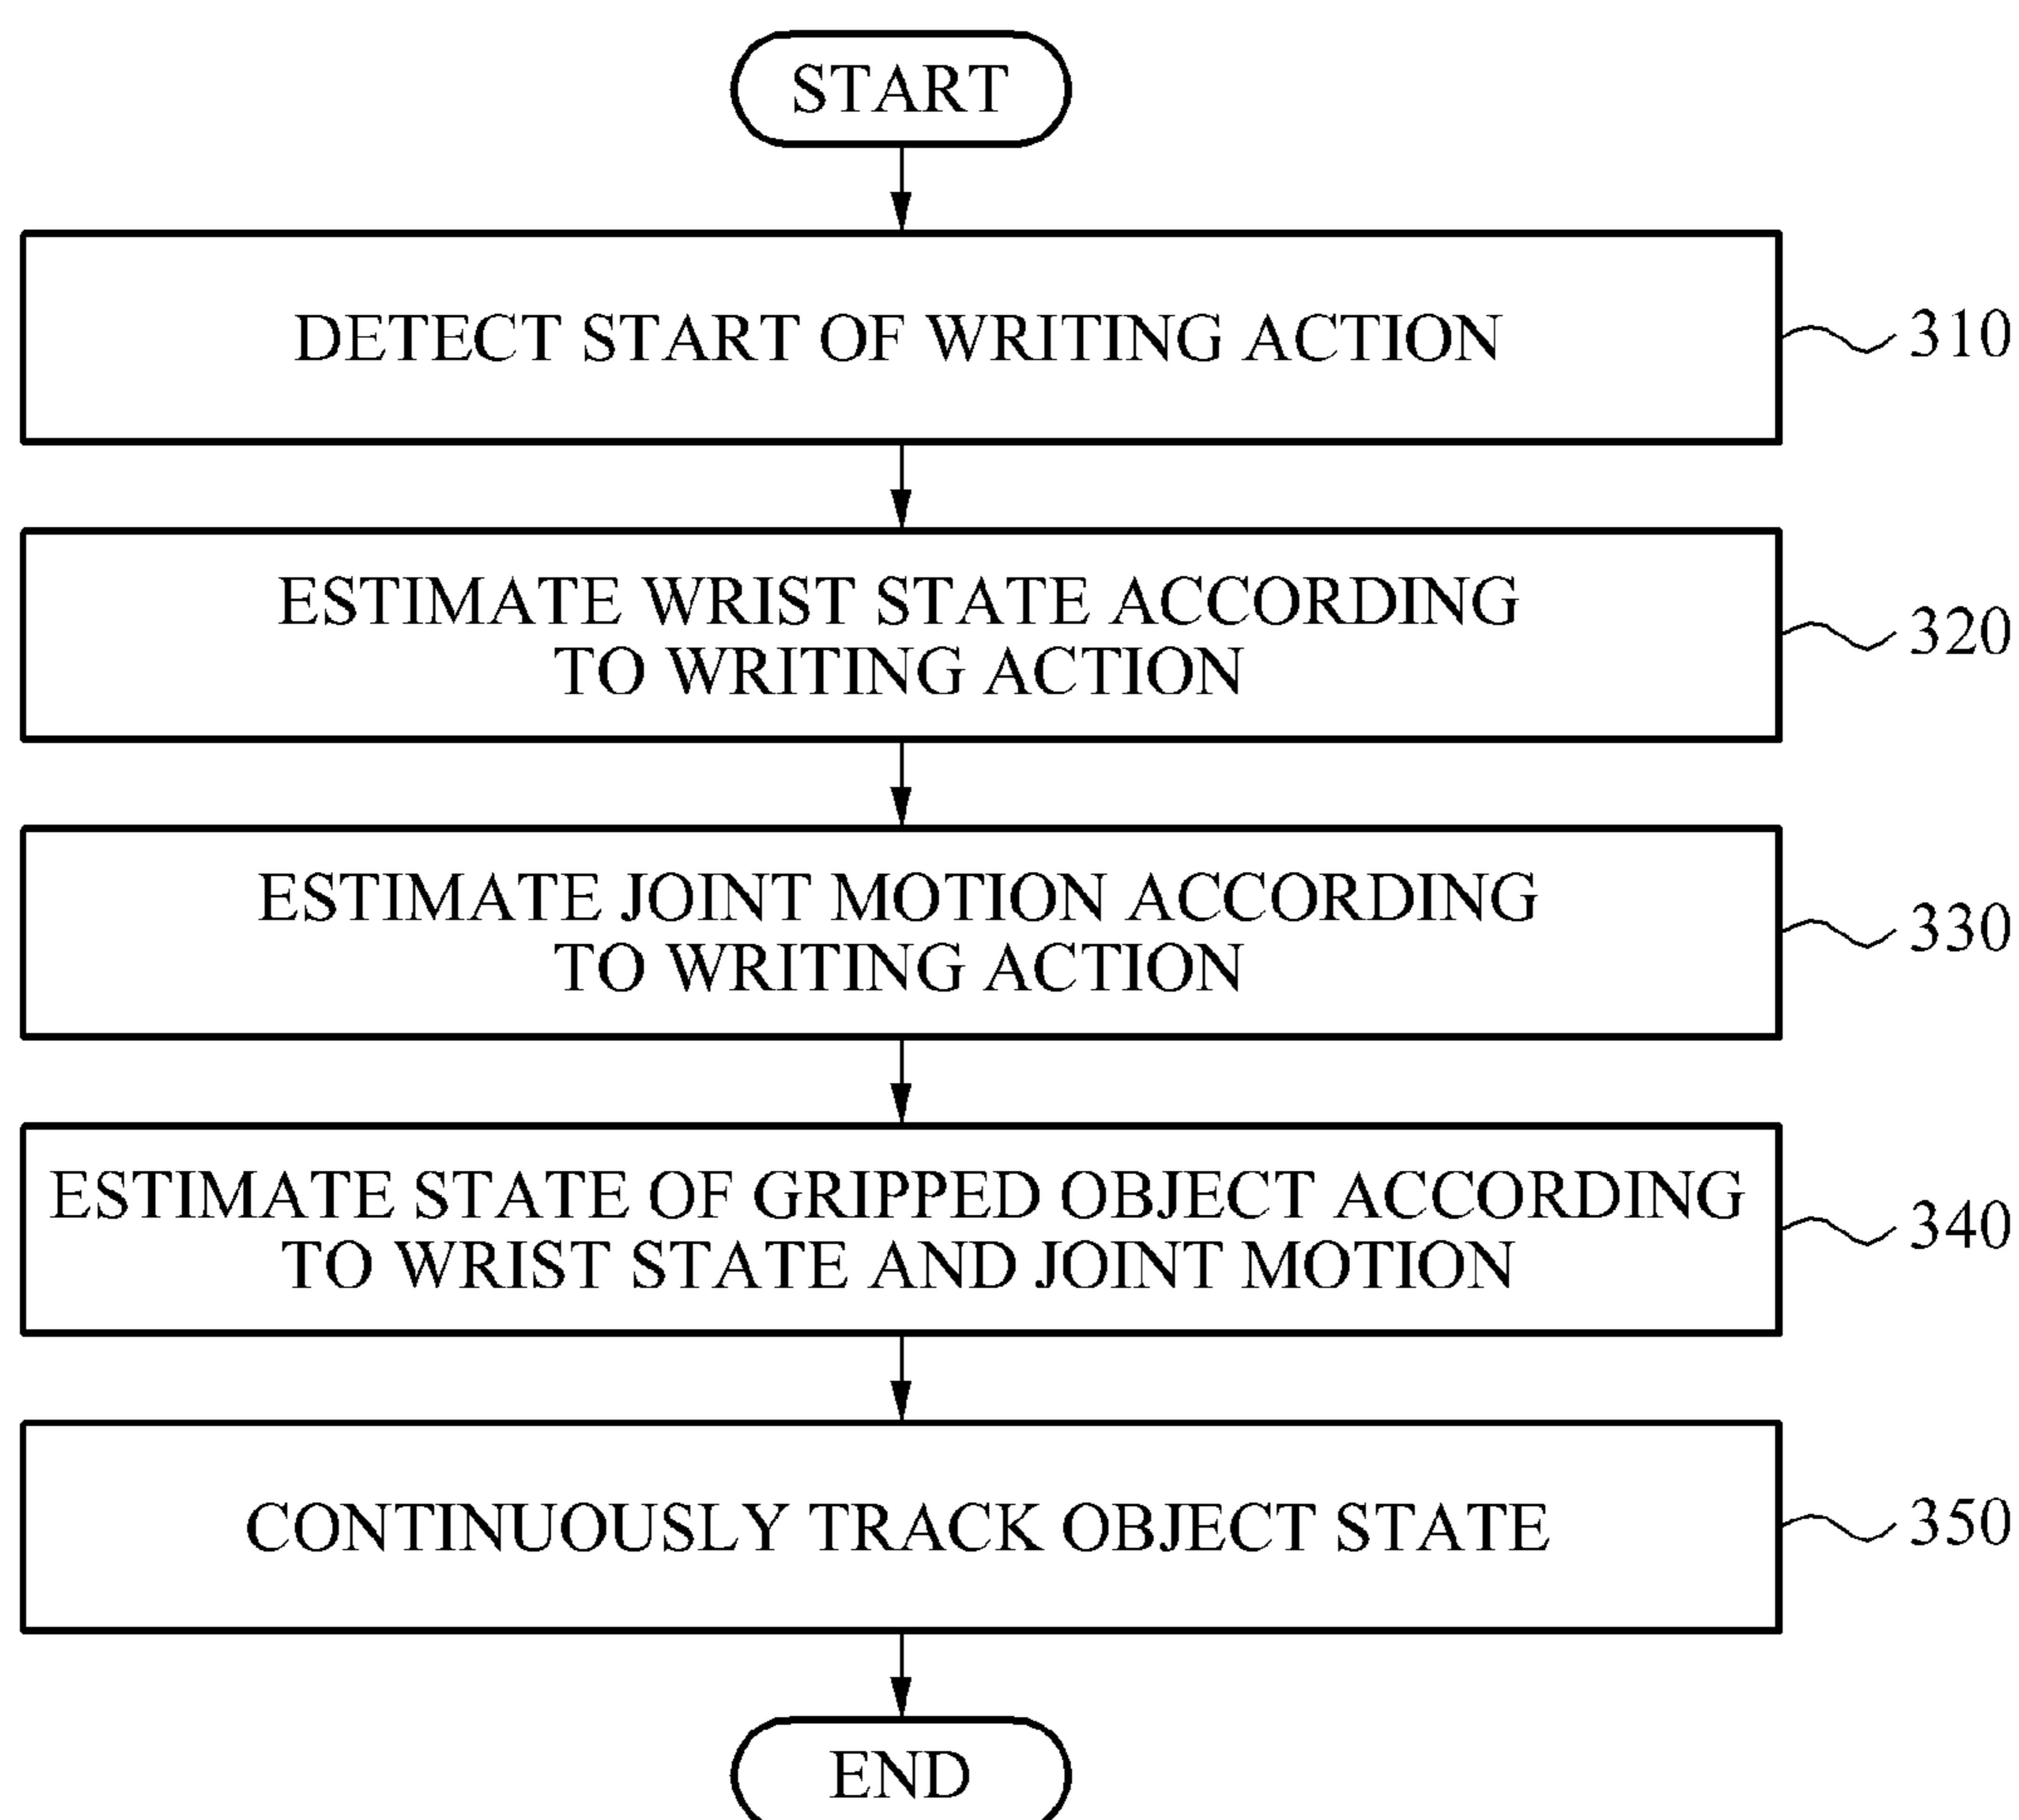 START
DETECT START OF WRITING ACTION
310
ESTIMATE WRIST STATE ACCORDING
TO WRITING ACTION
320
ESTIMATE JOINT MOTION ACCORDING
TO WRITING ACTION
330
ESTIMATE STATE OF GRIPPED OBJECT ACCORDING
TO WRIST STATE AND JOINT MOTION
340
CONTINUOUSLY TRACK OBJECT STATE
350
END